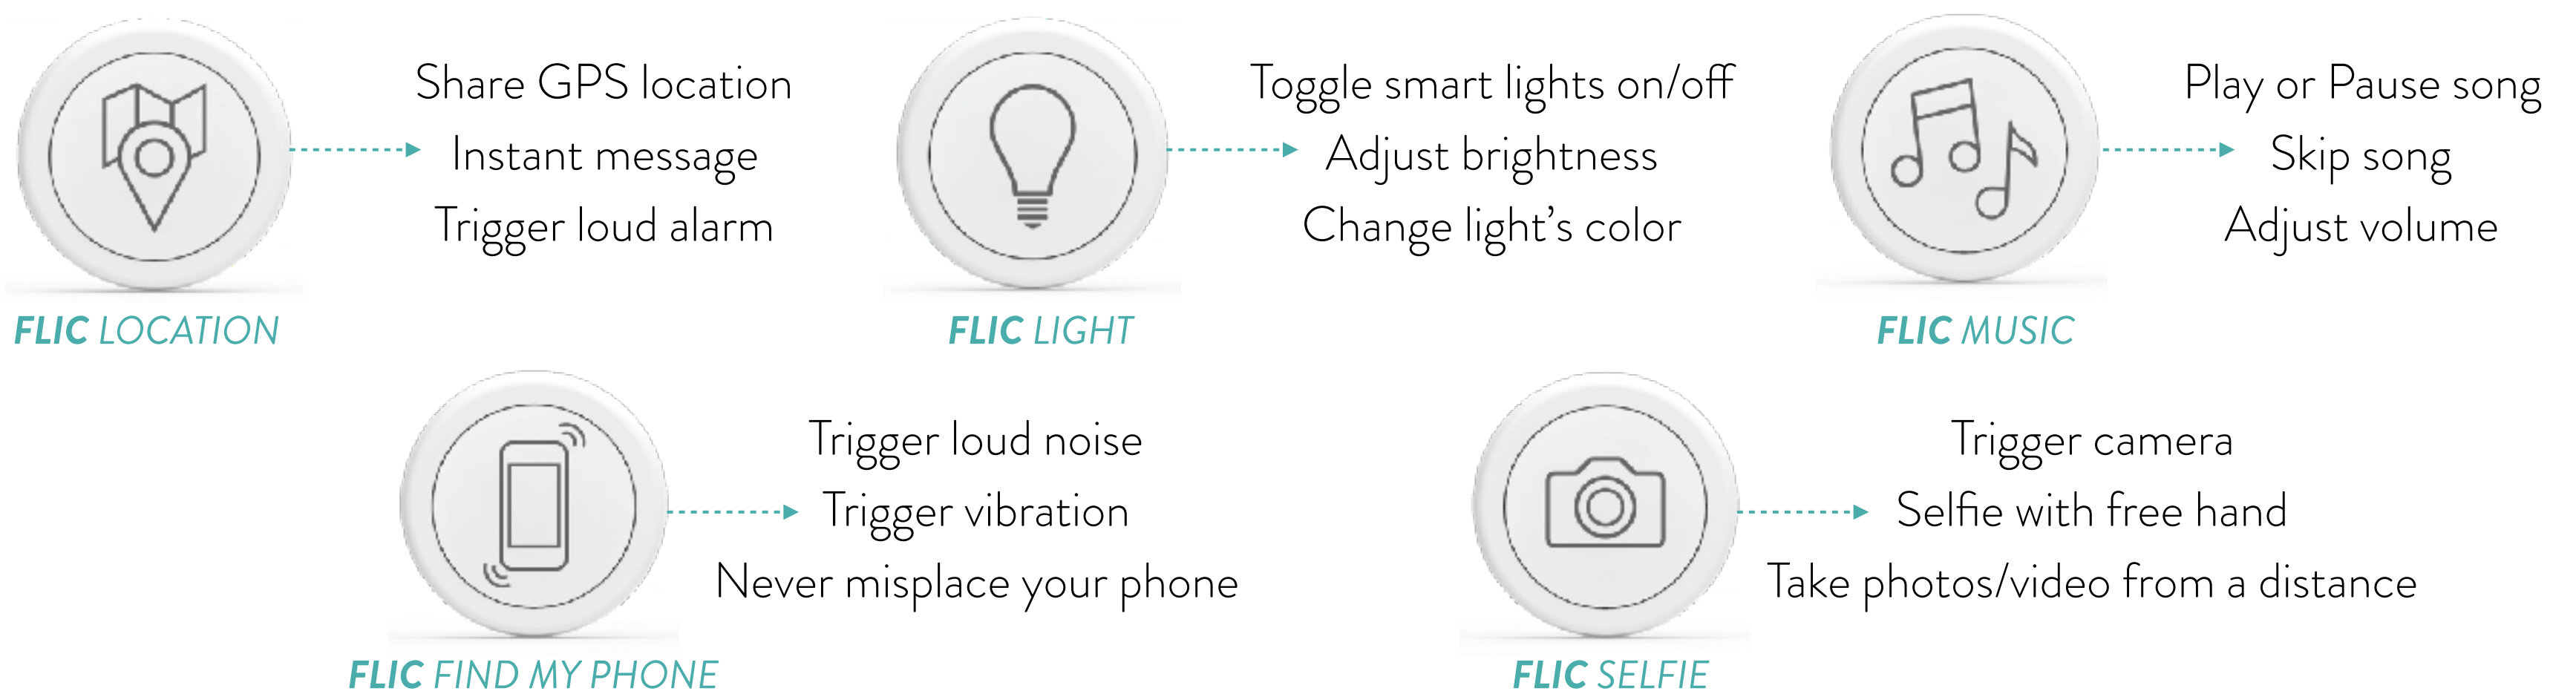 Share GPS location
Instant message
Trigger loud alarm
FLIC LOCATION
Toggle smart lights on/off
Adjust brightness
Change light’s color
FLIC LIGHT
Play or Pause song
Skip song
Adjust volume
FLIC MUSIC
Trigger loud noise
Trigger vibration
Never misplace your phone
FLIC FIND MY PHONE
Trigger camera
Selfie with free hand
Take photos/video from a distance
FLIC SELFIE